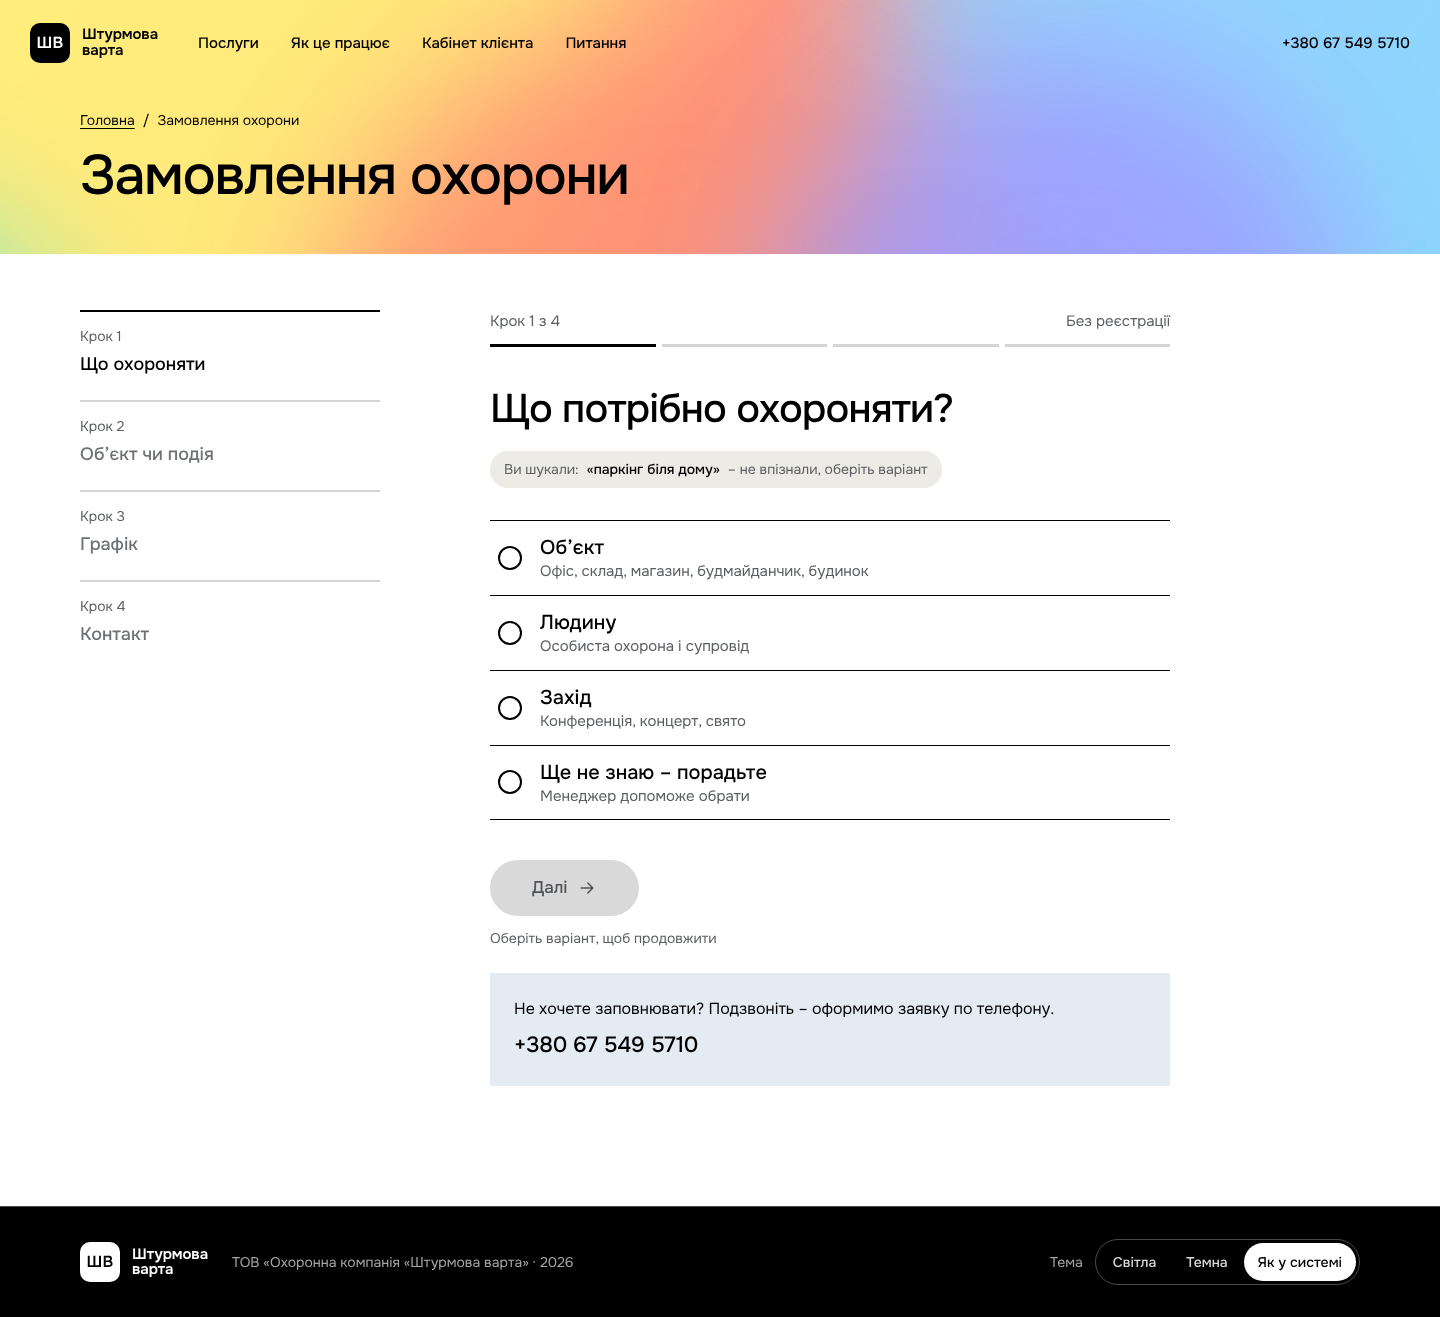 ШВ
Штурмова
варта
Послуги
Як це працює
Кабінет клієнта
Питання
+380 67 549 5710
Головна / Замовлення охорони
Замовлення охорони
Крок 1
Що охороняти
Крок 2
Об’єкт чи подія
Крок 3
Графік
Крок 4
Контакт
Крок 1 з 4
Без реєстрації
Що потрібно охороняти?
Ви шукали: «паркінг біля дому» – не впізнали, оберіть варіант
Об’єкт
Офіс, склад, магазин, будмайданчик, будинок
Людину
Особиста охорона і супровід
Захід
Конференція, концерт, свято
Ще не знаю – порадьте
Менеджер допоможе обрати
Далі →
Оберіть варіант, щоб продовжити
Не хочете заповнювати? Подзвоніть – оформимо заявку по телефону.
+380 67 549 5710
ШВ
Штурмова
варта
ТОВ «Охоронна компанія «Штурмова варта» · 2026
Тема
Світла
Темна
Як у системі